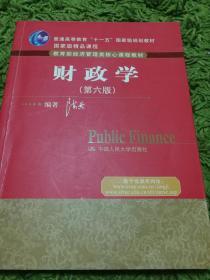 普通高等教育“十一五”国家级规划教材
国家级精品课程
教育部经济管理类核心课程教材
财政学
（第六版）
编著
Public Finance
中国人民大学出版社